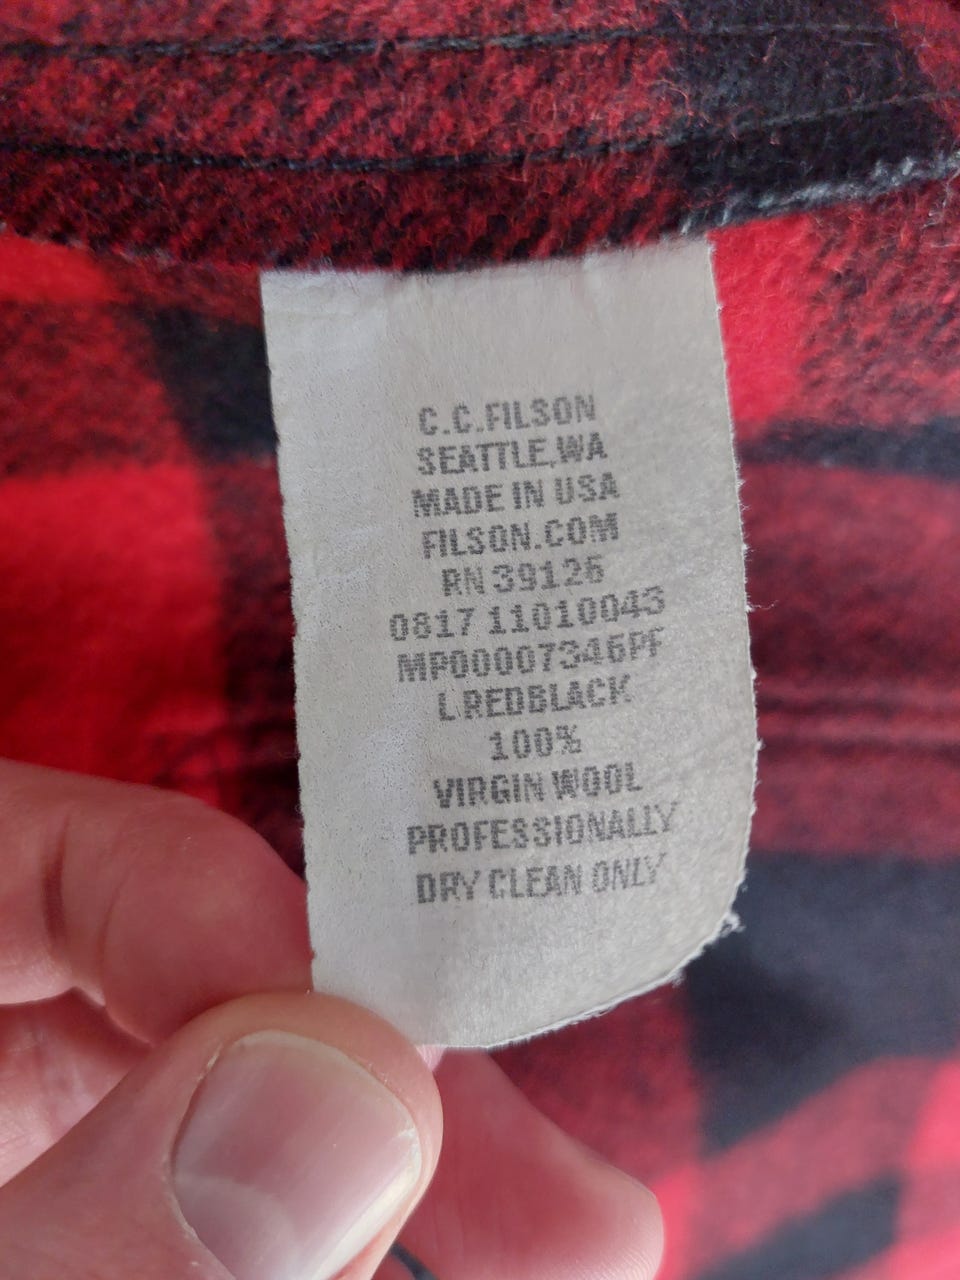 C.C.FILSON
SEATTLE,WA
MADE IN USA
FILSON.COM
RN 39126
0817 11010043
MP00007346PF
L REDBLACK
100%
VIRGIN WOOL
PROFESSIONALLY
DRY CLEAN ONLY